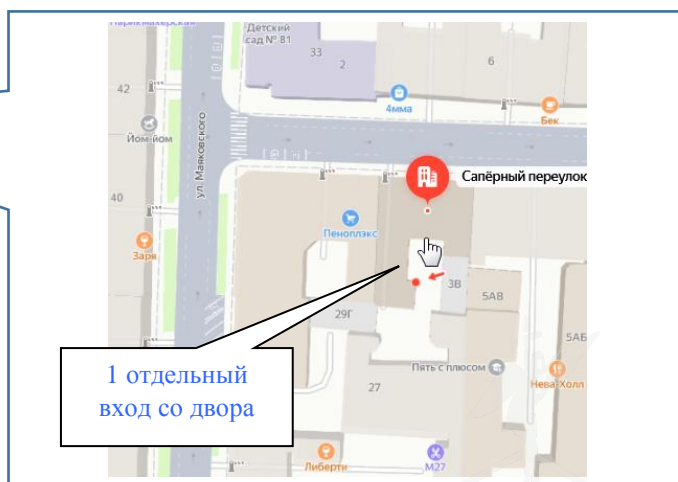 Парикмахерская
Детский
сад № 81
33
2
6
42
4мма
Бек
Йом-йом
ул. Маяковского
Сапёрный переулок
40
Пеноплэкс
Заря
3В
5АВ
29Г
5АБ
1 отдельный
вход со двора
Пять с плюсом
Нева-Холл
27
Либерти
М27